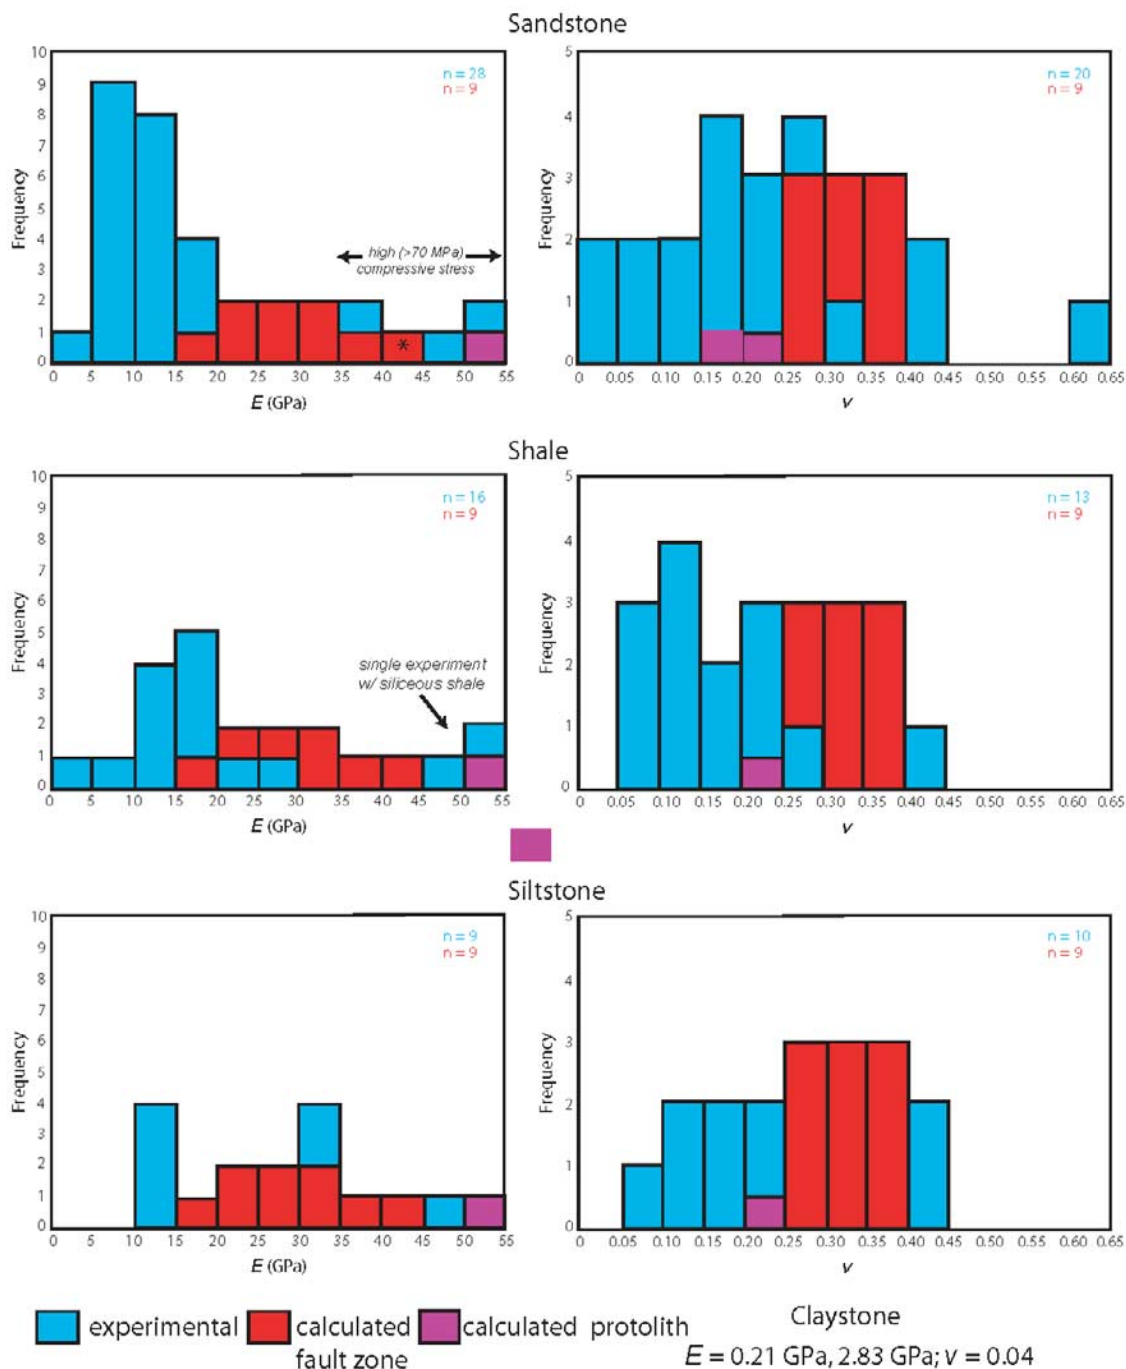 Sandstone
10
9
8
7
6
5
4
3
2
1
0
Frequency
n = 28
n = 9
high (>70 MPa)
compressive stress
*
0 5 10 15 20 25 30 35 40 45 50 55
E (GPa)
5
4
3
2
1
0
Frequency
n = 20
n = 9
0.05 0.10 0.15 0.20 0.25 0.30 0.35 0.40 0.45 0.50 0.55 0.60 0.65
ν
Shale
10
9
8
7
6
5
4
3
2
1
0
Frequency
n = 16
n = 9
single experiment
w/ siliceous shale
0 5 10 15 20 25 30 35 40 45 50 55
E (GPa)
5
4
3
2
1
0
Frequency
n = 13
n = 9
0 0.05 0.10 0.15 0.20 0.25 0.30 0.35 0.40 0.45 0.50 0.55 0.60 0.65
ν
Siltstone
10
9
8
7
6
5
4
3
2
1
0
Frequency
n = 9
n = 9
0 5 10 15 20 25 30 35 40 45 50 55
E (GPa)
5
4
3
2
1
0
Frequency
n = 10
n = 9
0 0.05 0.10 0.15 0.20 0.25 0.30 0.35 0.40 0.45 0.50 0.55 0.60 0.65
ν
experimental
calculated
fault zone
calculated protolith
Claystone
E = 0.21 GPa, 2.83 GPa; ν = 0.04